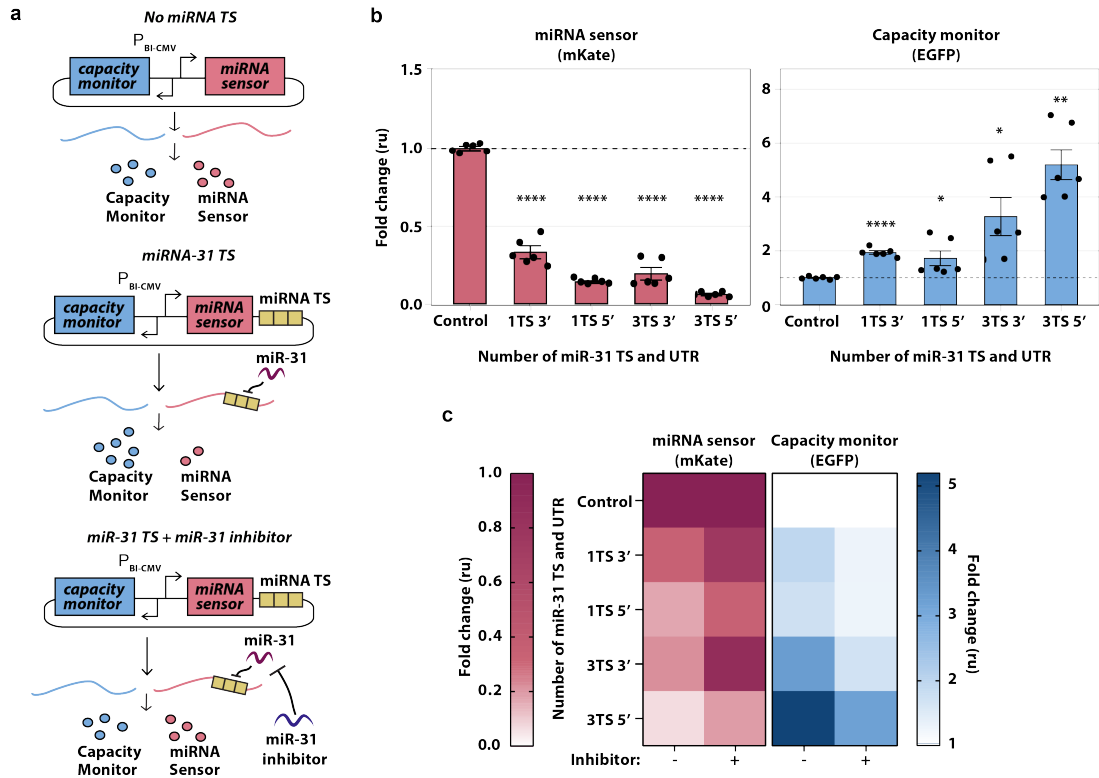 a
No miRNA TS
P BI-CMV
capacity
monitor
miRNA
sensor
Capacity
Monitor
miRNA
Sensor
miRNA-31 TS
P BI-CMV
miRNA TS
capacity
monitor
miRNA
sensor
miR-31
Capacity
Monitor
miRNA
Sensor
miR-31 TS + miR-31 inhibitor
P BI-CMV
miRNA TS
capacity
monitor
miRNA
sensor
miR-31
Capacity
Monitor
miRNA
Sensor
miR-31
inhibitor
b
miRNA sensor
(mKate)
Fold change (ru)
1.5
1.0
0.5
0.0
**** **** **** ****
Control 1TS 3′ 1TS 5′ 3TS 3′ 3TS 5′
Number of miR-31 TS and UTR
Capacity monitor
(EGFP)
8
6
4
2
0
**** * * **
Control 1TS 3′ 1TS 5′ 3TS 3′ 3TS 5′
Number of miR-31 TS and UTR
c
miRNA sensor
(mKate)
Capacity monitor
(EGFP)
Fold change (ru)
1.0
0.8
0.6
0.4
0.2
0.0
Number of miR-31 TS and UTR
Control
1TS 3′
1TS 5′
3TS 3′
3TS 5′
Inhibitor: - + - +
5
4
3
2
1
Fold change (ru)